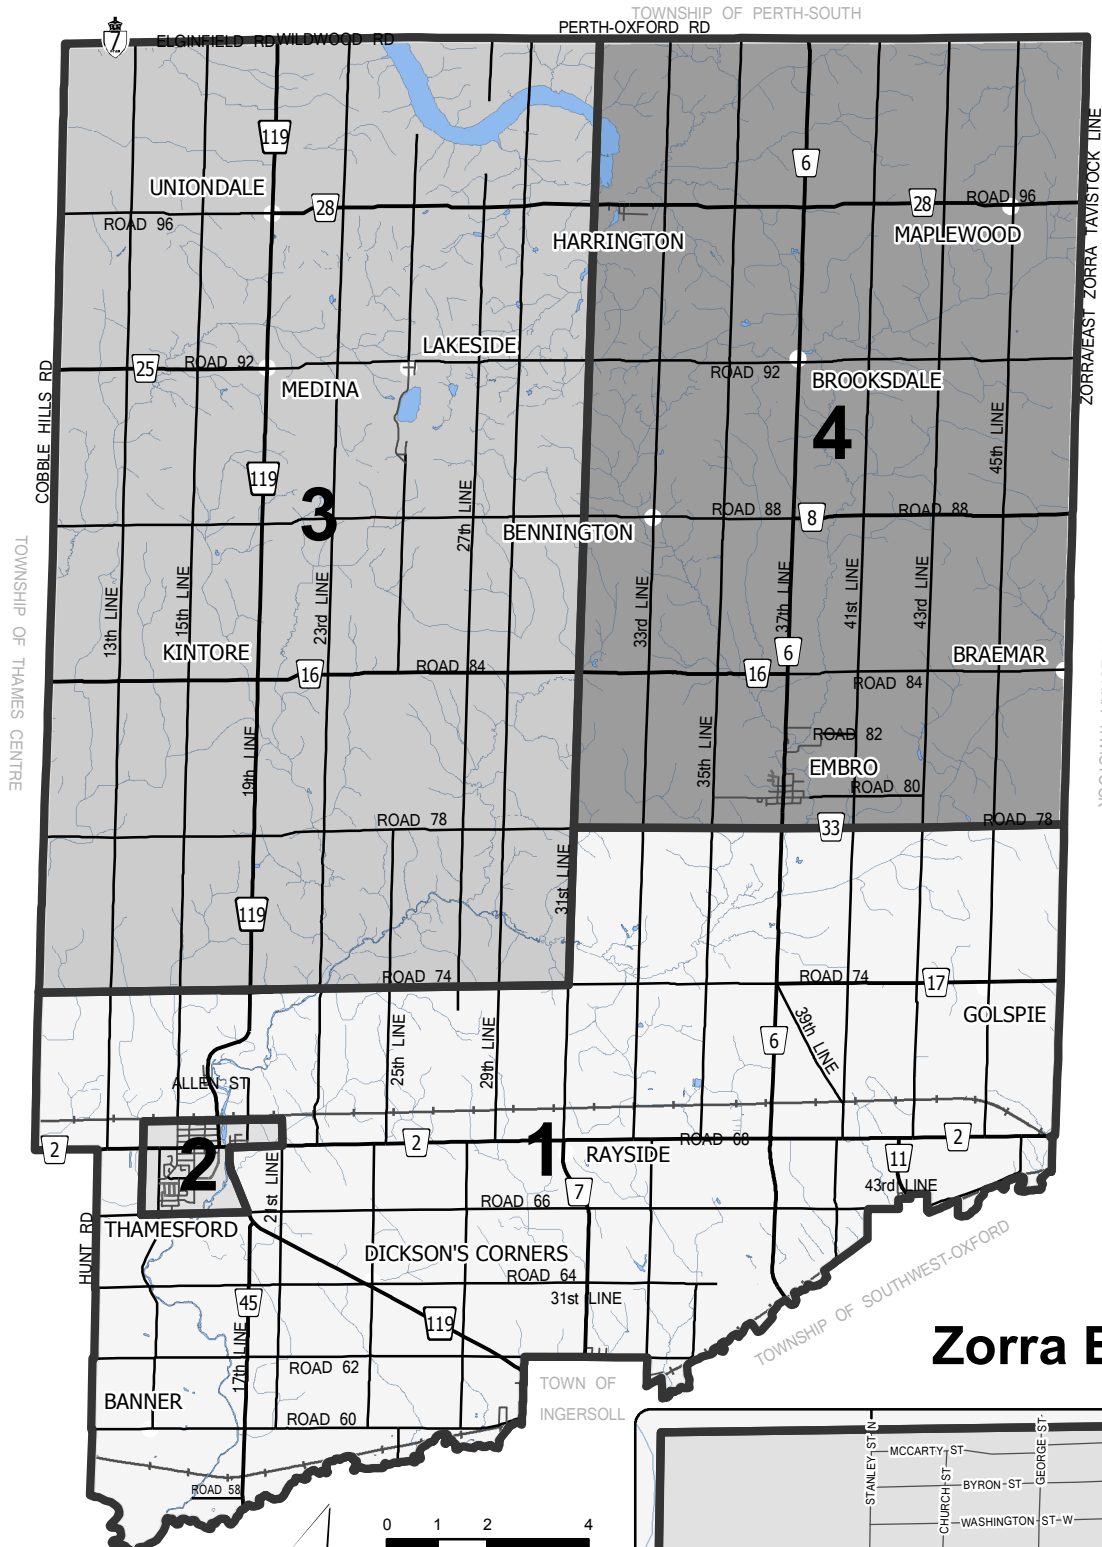 TOWNSHIP OF PERTH-SOUTH
PERTH-OXFORD RD
7
ELGINFIELD RD
WILDWOOD RD
119
6
UNIONDALE
28
ROAD 96
28
ROAD 96
HARRINGTON
MAPLEWOOD
ZORRA/EAST ZORRA TAVISTOCK LINE
LAKESIDE
25
ROAD 92
MEDINA
ROAD 92
BROOKSDALE
COBBLE HILLS RD
4
45th LINE
119
3
27th LINE
BENNINGTON
ROAD 88
8
ROAD 88
TOWNSHIP OF THAMES CENTRE
13th LINE
15th LINE
23rd LINE
33rd LINE
37th LINE
41st LINE
43rd LINE
KINTORE
16
ROAD 84
6
16
BRAEMAR
ROAD 84
19th LINE
35th LINE
ROAD 82
EMBRO
ROAD 80
ROAD 78
33
ROAD 78
31st LINE
119
ROAD 74
ROAD 74
17
GOLSPIE
25th LINE
29th LINE
6
39th LINE
ALLEN ST
2
2
2
1
RAYSIDE
ROAD 68
2
11
43rd LINE
21st LINE
7
ROAD 66
THAMESFORD
HUNT RD
DICKSON'S CORNERS
ROAD 64
31st LINE
45
119
TOWNSHIP OF SOUTHWEST-OXFORD
17th LINE
ROAD 62
TOWN OF
INGERSOLL
BANNER
ROAD 60
ROAD 58
Zorra E
STANLEY ST N
MCCARTY ST
GEORGE ST
CHURCH ST
BYRON ST
WASHINGTON ST W
0 1 2 4